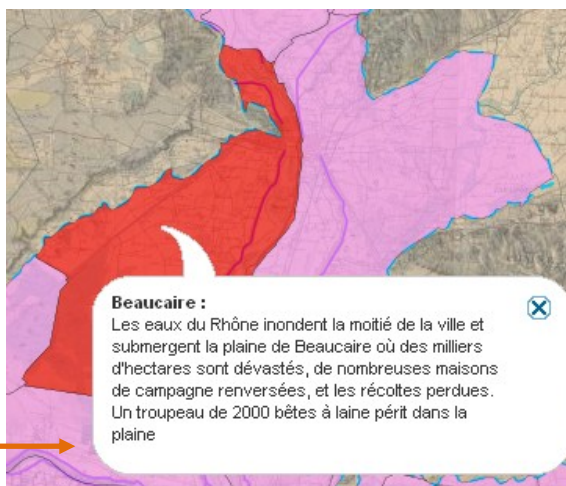 Beaucaire :
Les eaux du Rhône inondent la moitié de la ville et
submergent la plaine de Beaucaire où des milliers
d'hectares sont dévastés, de nombreuses maisons
de campagne renversées, et les récoltes perdues.
Un troupeau de 2000 bêtes à laine périt dans la
plaine